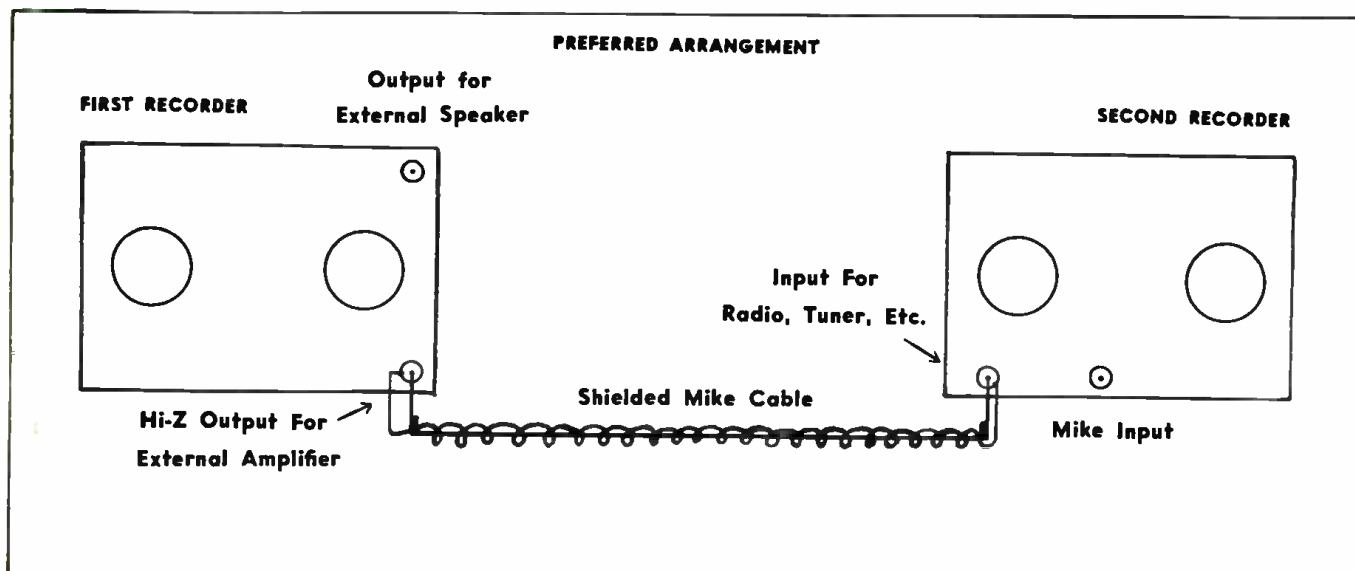 PREFERRED ARRANGEMENT
FIRST RECORDER
Output for
External Speaker
SECOND RECORDER
Input For
Radio, Tuner, Etc.
Hi-Z Output For
External Amplifier
Shielded Mike Cable
Mike Input